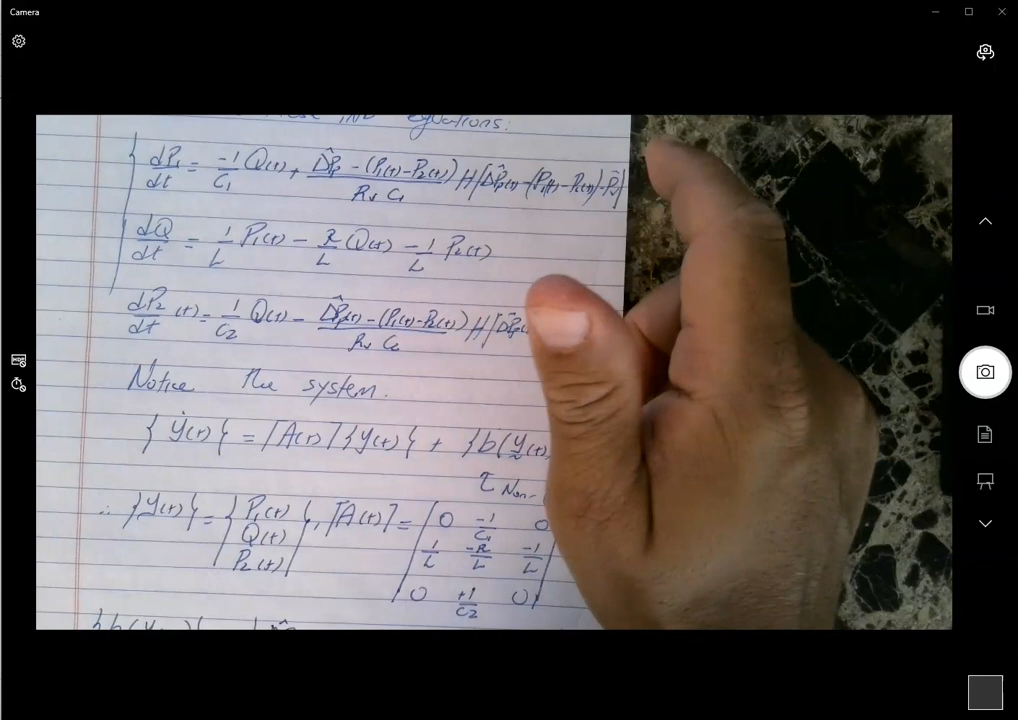 Camera
equations:
dP₁/dt = -1/C₁ Q(t) + (ΔP̂p - (P₁(t)-P₂(t)))/(Rv C₁) H[ΔP̂p(t)-(P₁(t)-P₂(t))-P̄v]
dQ/dt = 1/L P₁(t) - R/L Q(t) - 1/L P₂(t)
dP₂/dt (t) = 1/C₂ Q(t) - (ΔP̂p(t) - (P₁(t)-P₂(t)))/(Rv C₂) H[ΔP̂p(
Notice the system.
{Ẏ(t)} = [A(t)]{Y(t)} + {b(Y(t)
τ Non-
∴ {Y(t)} = {P₁(t) Q(t) P₂(t)}, [A(t)] = [0 -1/C₁ 0
1/L -R/L -1/L
0 +1/C₂ 0]